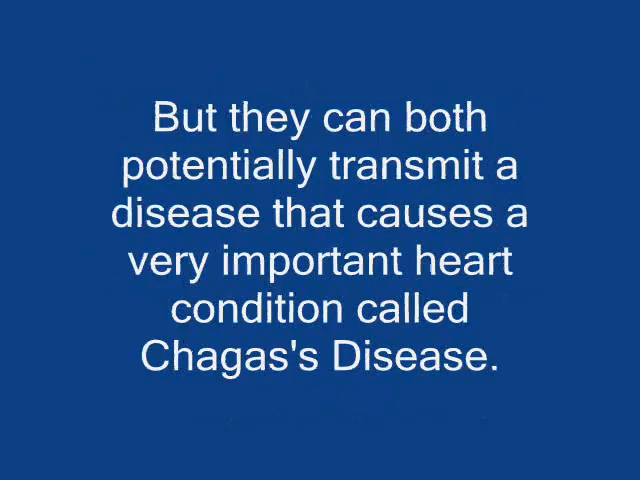 But they can both
potentially transmit a
disease that causes a
very important heart
condition called
Chagas's Disease.